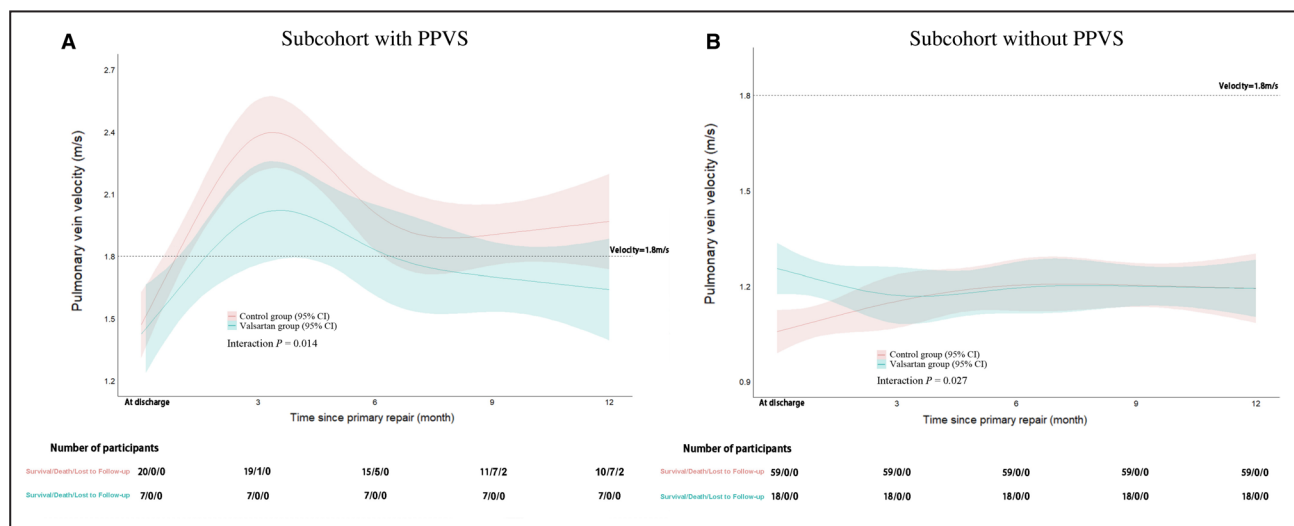 A
Subcohort with PPVS
Pulmonary vein velocity (m/s)
2.7
2.4
2.1
1.8
1.5
1.2
Velocity=1.8m/s
Control group (95% CI)
Valsartan group (95% CI)
Interaction P = 0.014
At discharge 3 6 9 12
Time since primary repair (month)
Number of participants
Survival/Death/Lost to Follow-up 20/0/0 19/1/0 15/5/0 11/7/2 10/7/2
Survival/Death/Lost to Follow-up 7/0/0 7/0/0 7/0/0 7/0/0 7/0/0
B
Subcohort without PPVS
Pulmonary vein velocity (m/s)
1.8
1.5
1.2
0.9
Velocity=1.8m/s
Control group (95% CI)
Valsartan group (95% CI)
Interaction P = 0.027
At discharge 3 6 9 12
Time since primary repair (month)
Number of participants
Survival/Death/Lost to Follow-up 59/0/0 59/0/0 59/0/0 59/0/0 59/0/0
Survival/Death/Lost to Follow-up 18/0/0 18/0/0 18/0/0 18/0/0 18/0/0